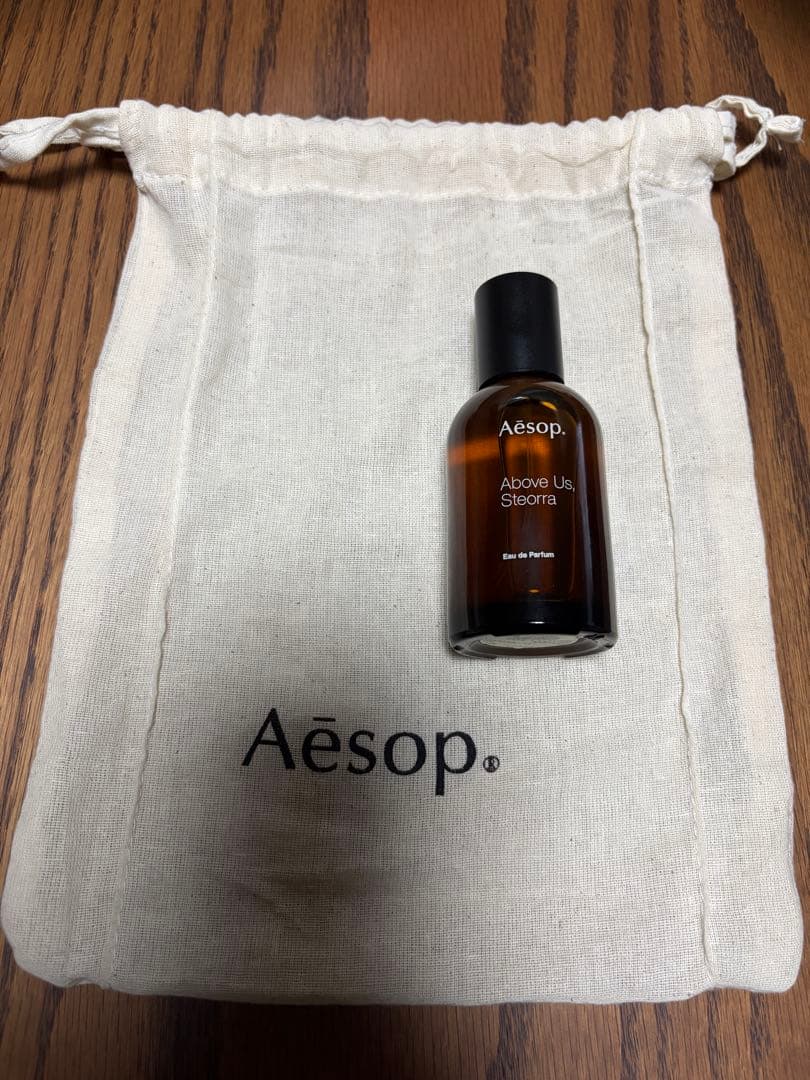 Aēsop.
Above Us,
Steorra
Eau de Parfum
Aēsop.®